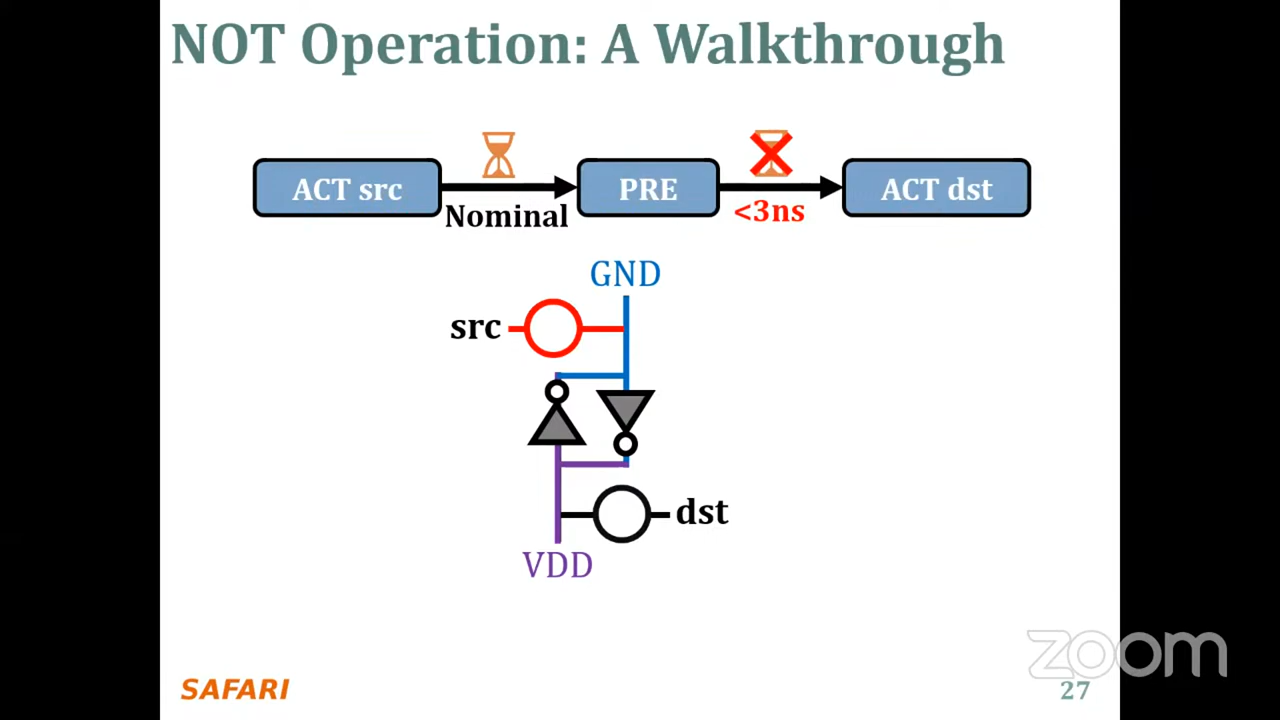 NOT Operation: A Walkthrough
ACT src
Nominal
PRE
<3ns
ACT dst
GND
src
dst
VDD
SAFARI
zoom
27